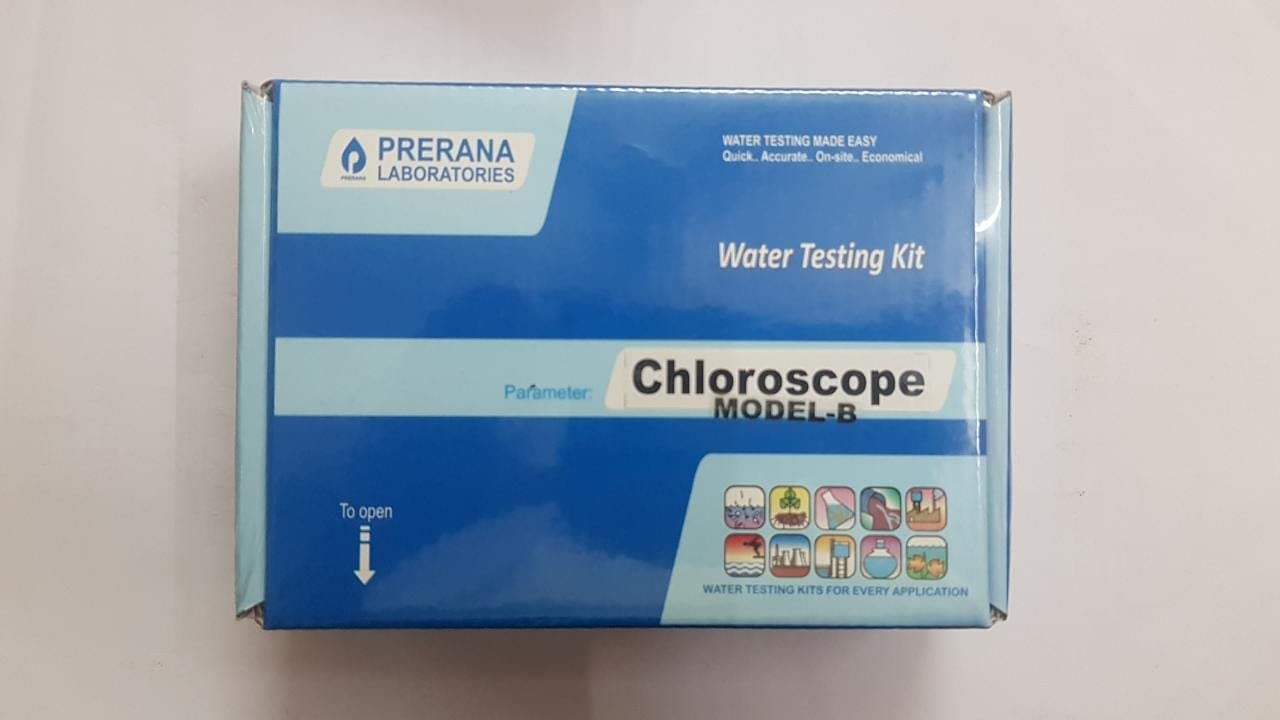 PRERANA
LABORATORIES
PRERANA
WATER TESTING MADE EASY
Quick.. Accurate.. On-site.. Economical
Water Testing Kit
Parameter:
Chloroscope
MODEL-B
To open
WATER TESTING KITS FOR EVERY APPLICATION